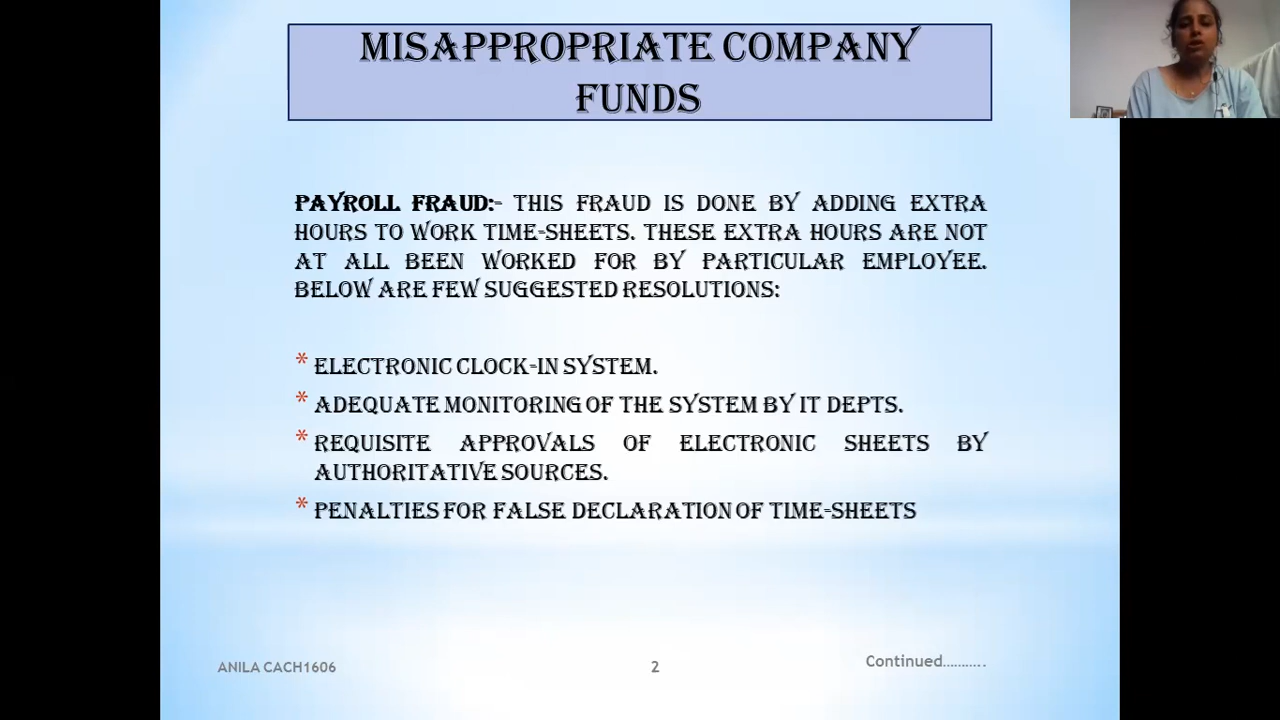 MISAPPROPRIATE COMPANY
FUNDS
PAYROLL FRAUD:- THIS FRAUD IS DONE BY ADDING EXTRA
HOURS TO WORK TIME-SHEETS. THESE EXTRA HOURS ARE NOT
AT ALL BEEN WORKED FOR BY PARTICULAR EMPLOYEE.
BELOW ARE FEW SUGGESTED RESOLUTIONS:
* ELECTRONIC CLOCK-IN SYSTEM.
* ADEQUATE MONITORING OF THE SYSTEM BY IT DEPTS.
* REQUISITE APPROVALS OF ELECTRONIC SHEETS BY
AUTHORITATIVE SOURCES.
* PENALTIES FOR FALSE DECLARATION OF TIME-SHEETS
ANILA CACH1606
2
Continued………..